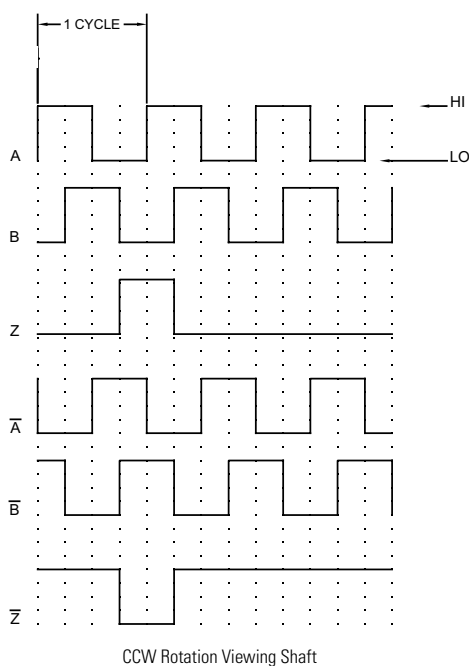 1 CYCLE
HI
A
LO
B
Z
A̅
B̅
Z̅
CCW Rotation Viewing Shaft